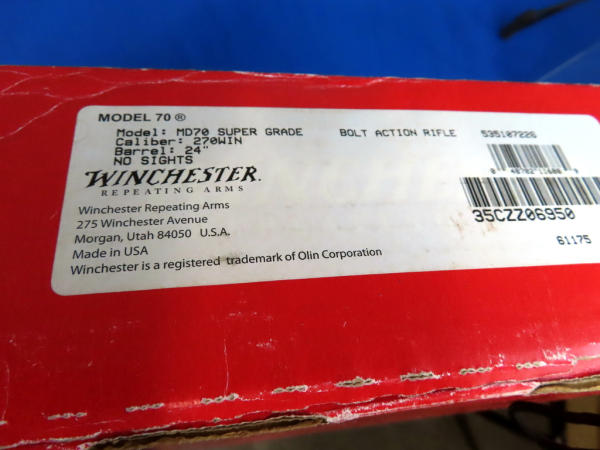 MODEL 70 ®
Model: MD70 SUPER GRADE BOLT ACTION RIFLE 535107226
Caliber: 270WIN
Barrel: 24"
NO SIGHTS
WINCHESTER.
REPEATING ARMS
Winchester Repeating Arms
275 Winchester Avenue
Morgan, Utah 84050 U.S.A.
Made in USA
Winchester is a registered trademark of Olin Corporation
35CZZ06950
61175